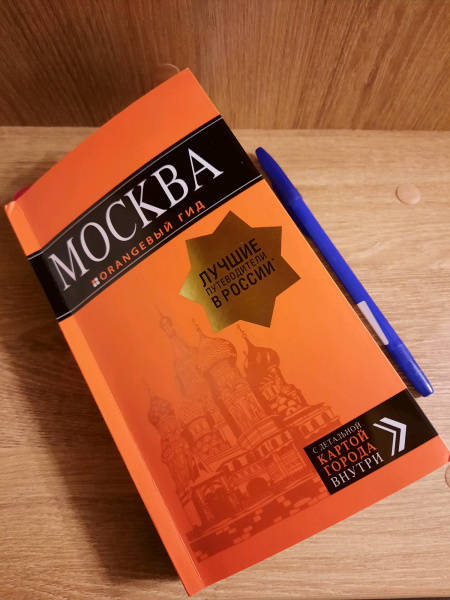 МОСКВА
ORANGEВЫЙ ГИД
ЛУЧШИЕ
ПУТЕВОДИТЕЛИ
В РОССИИ*
С ДЕТАЛЬНОЙ
КАРТОЙ
ГОРОДА
ВНУТРИ